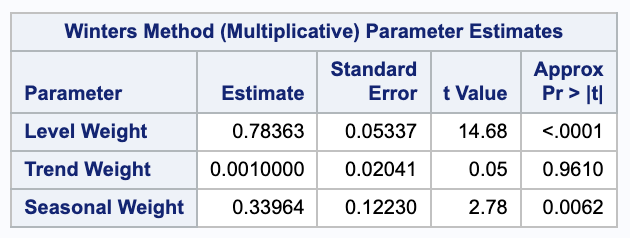 Winters Method (Multiplicative) Parameter Estimates
Parameter Estimate Standard Error t Value Approx Pr > |t|
Level Weight 0.78363 0.05337 14.68 <.0001
Trend Weight 0.0010000 0.02041 0.05 0.9610
Seasonal Weight 0.33964 0.12230 2.78 0.0062